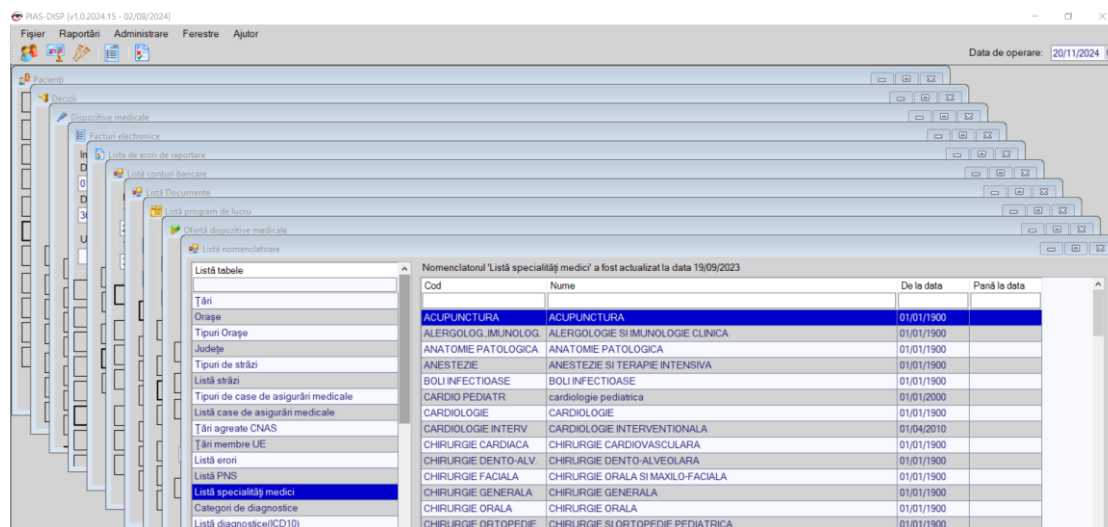 PIAS-DISP [v1.0.2024.15 - 02/08/2024]
Fișier Raportări Administrare Ferestre Ajutor
Data de operare: 20/11/2024
Pacienți
Decizii
Dispozitive medicale
Facturi electronice
Lista de erori de raportare
Listă conturi bancare
Listă Documente
Listă program de lucru
Ofertă dispozitive medicale
Listă nomenclatoare
Listă tabele
Țări
Orașe
Tipuri Orașe
Județe
Tipuri de străzi
Listă străzi
Tipuri de case de asigurări medicale
Listă case de asigurări medicale
Țări agreate CNAS
Țări membre UE
Listă erori
Listă PNS
Listă specialități medici
Categori de diagnostice
Listă diagnostice(ICD10)
Nomenclatorul 'Listă specialități medici' a fost actualizat la data 19/09/2023
Cod Nume De la data Pană la data
ACUPUNCTURA ACUPUNCTURA 01/01/1900
ALERGOLOG.,IMUNOLOG. ALERGOLOGIE SI IMUNOLOGIE CLINICA 01/01/1900
ANATOMIE PATOLOGICA ANATOMIE PATOLOGICA 01/01/1900
ANESTEZIE ANESTEZIE SI TERAPIE INTENSIVA 01/01/1900
BOLI INFECTIOASE BOLI INFECTIOASE 01/01/1900
CARDIO PEDIATR cardiologie pediatrica 01/01/2000
CARDIOLOGIE CARDIOLOGIE 01/01/1900
CARDIOLOGIE INTERV CARDIOLOGIE INTERVENTIONALA 01/04/2010
CHIRURGIE CARDIACA CHIRURGIE CARDIOVASCULARA 01/01/1900
CHIRURGIE DENTO-ALV. CHIRURGIE DENTO-ALVEOLARA 01/01/1900
CHIRURGIE FACIALA CHIRURGIE ORALA SI MAXILO-FACIALA 01/01/1900
CHIRURGIE GENERALA CHIRURGIE GENERALA 01/01/1900
CHIRURGIE ORALA CHIRURGIE ORALA 01/01/1900
CHIRURGIE ORTOPEDIE CHIRURGIE SI ORTOPEDIE PEDIATRICA 01/01/1900